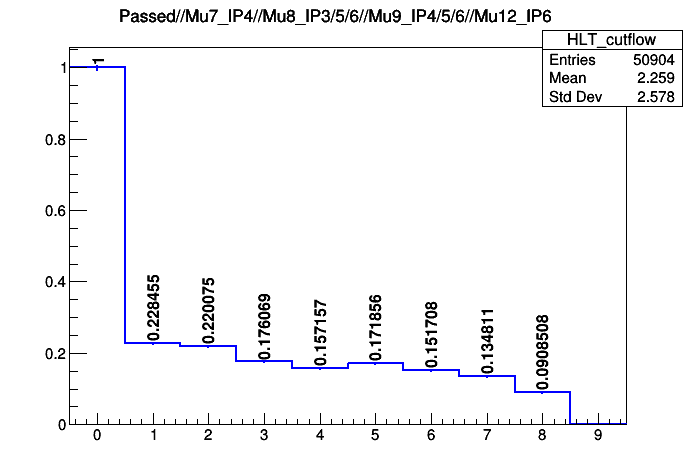 Passed//Mu7_IP4//Mu8_IP3/5/6//Mu9_IP4/5/6//Mu12_IP6
HLT_cutflow
Entries 50904
Mean 2.259
Std Dev 2.578
1
0.8
0.6
0.4
0.2
0
1
0.228455
0.220075
0.176069
0.157157
0.171856
0.151708
0.134811
0.0908508
0 1 2 3 4 5 6 7 8 9